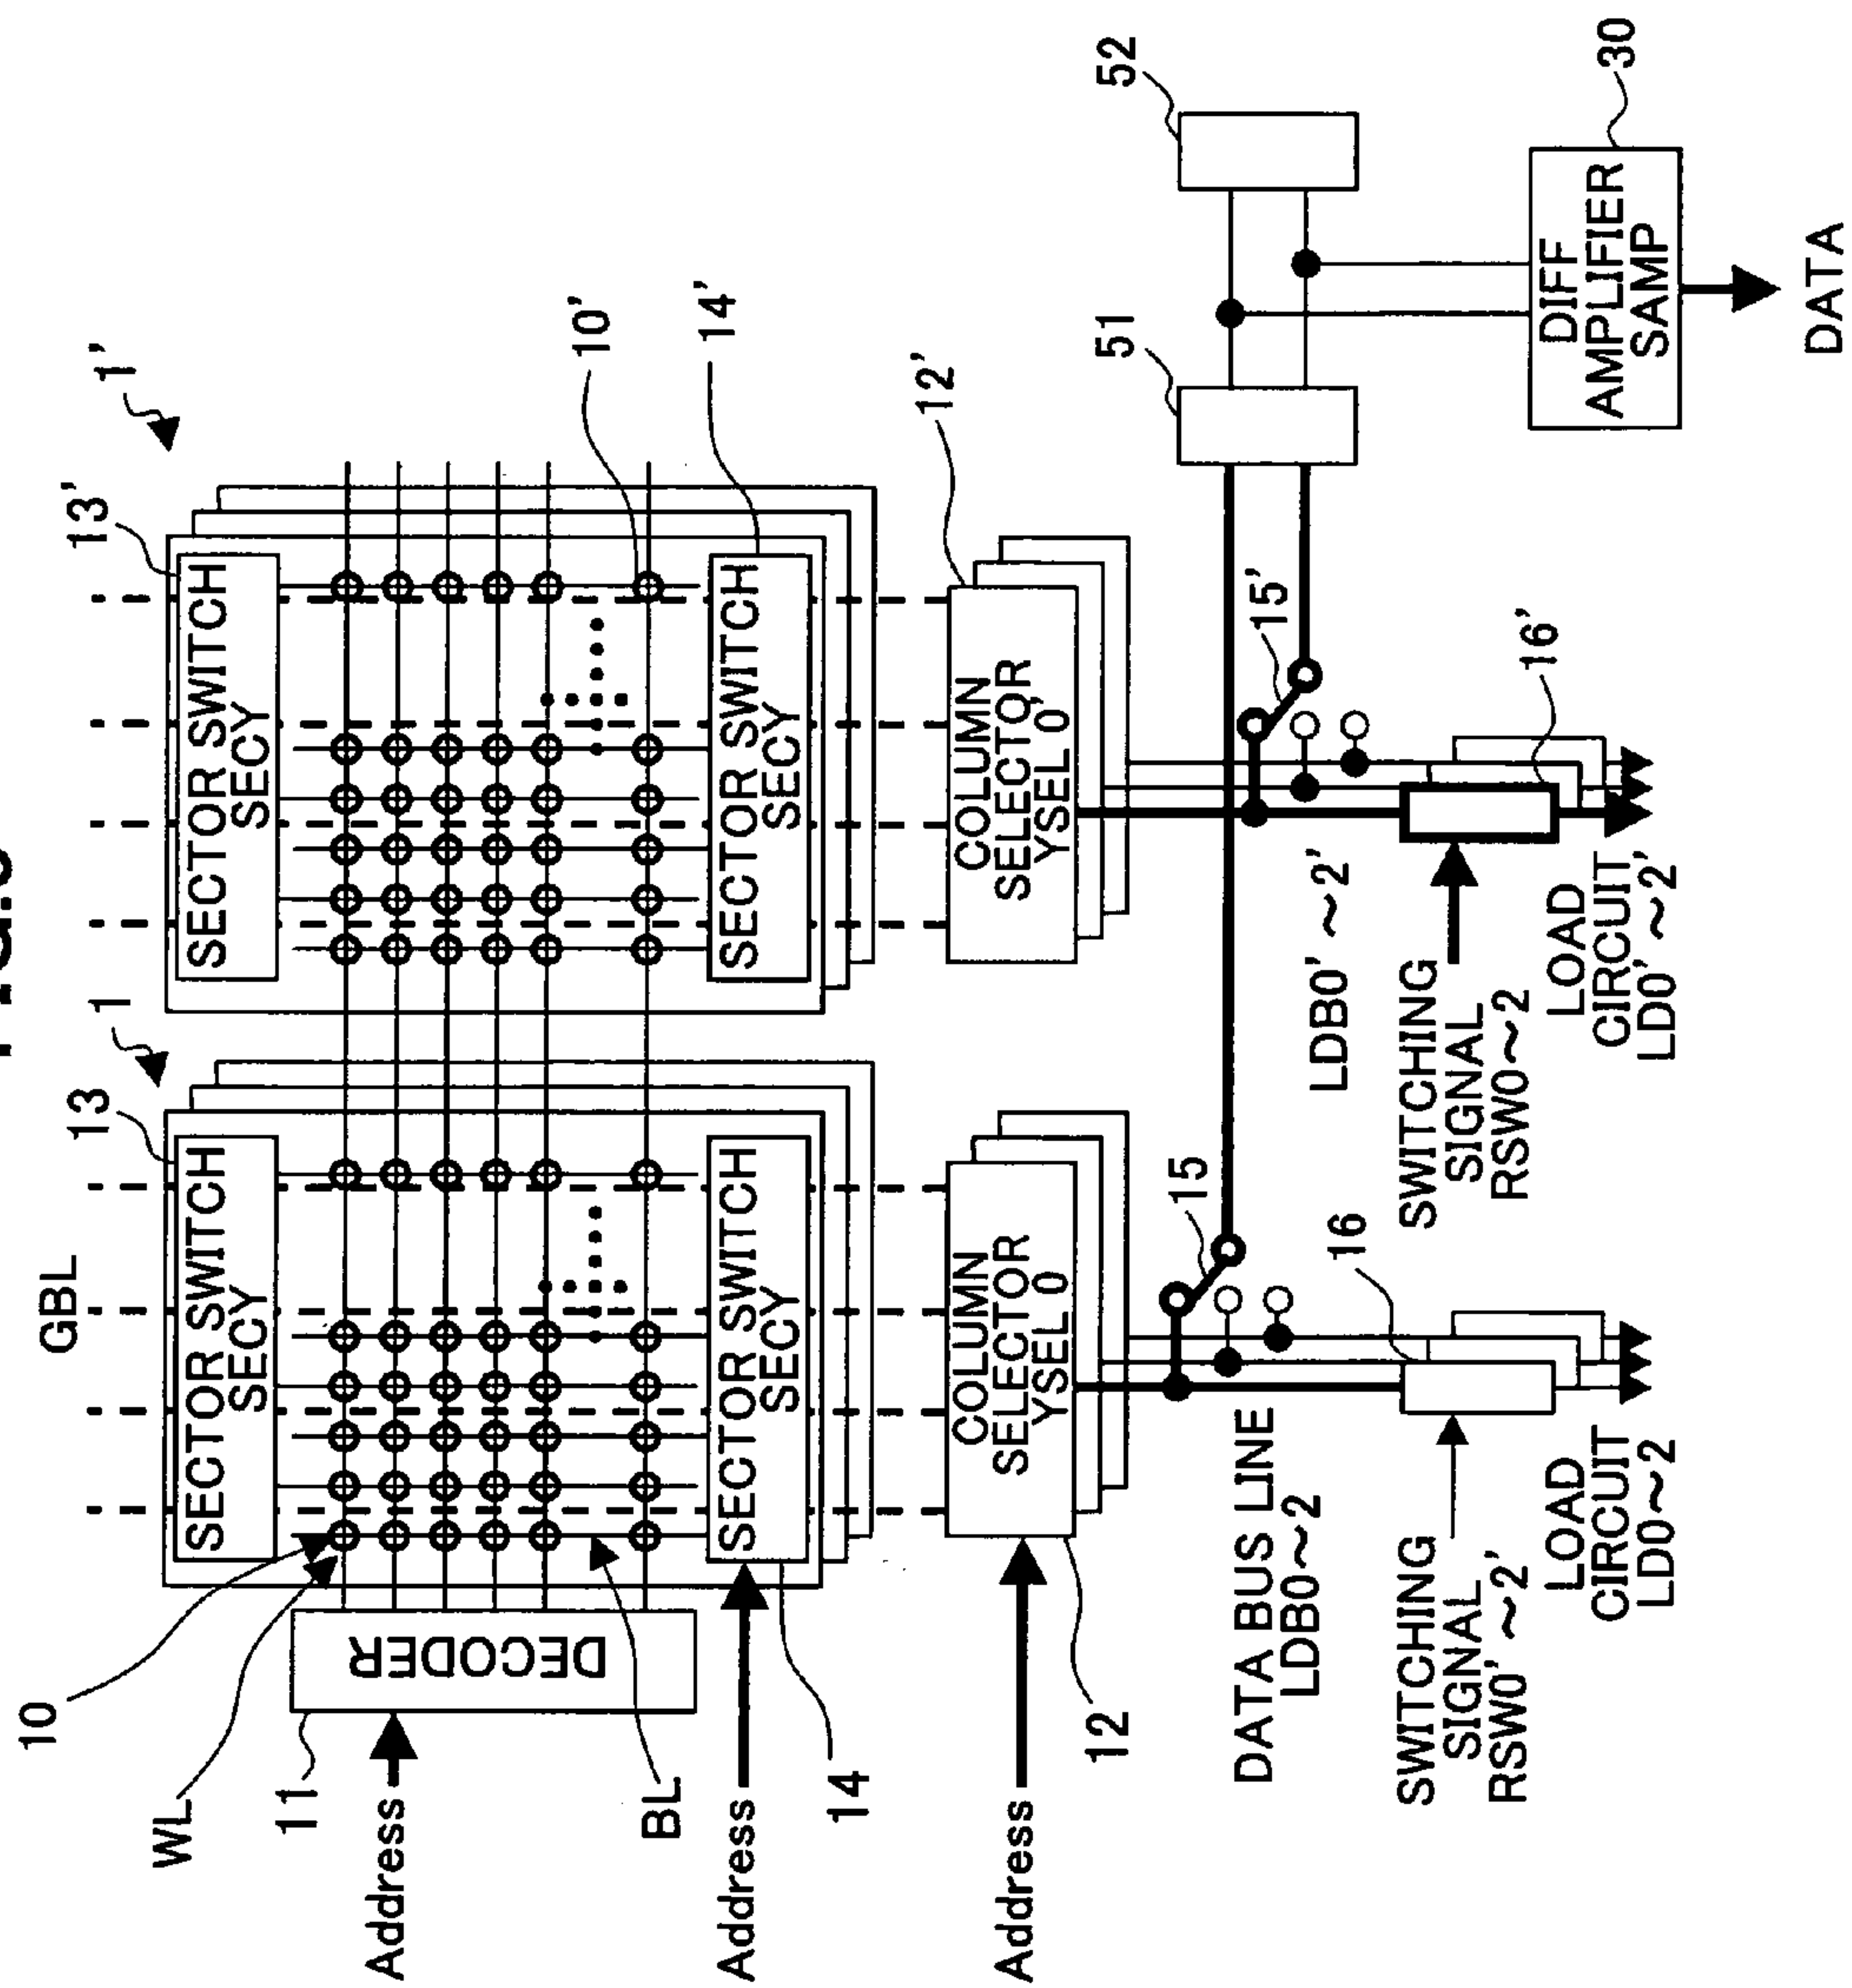 GBL
1
1'
13
13'
SECTOR SWITCH
SECY
SECTOR SWITCH
SECY
10
WL
11
DECODER
Address
BL
10'
14'
SECTOR SWITCH
SECY
SECTOR SWITCH
SECY
Address
14
12'
COLUMN
SELECTOR
YSEL 0
COLUMN
SELECTOR
YSEL 0'
Address
12
15
15'
51
52
DATA BUS LINE
LDB0~2
LDB0' ~2'
16
16'
SWITCHING
SIGNAL
RSW0' ~2'
SWITCHING
SIGNAL
RSW0~2
LOAD
CIRCUIT
LD0~2
LOAD
CIRCUIT
LD0' ~2'
DIFF
AMPLIFIER
SAMP
30
DATA